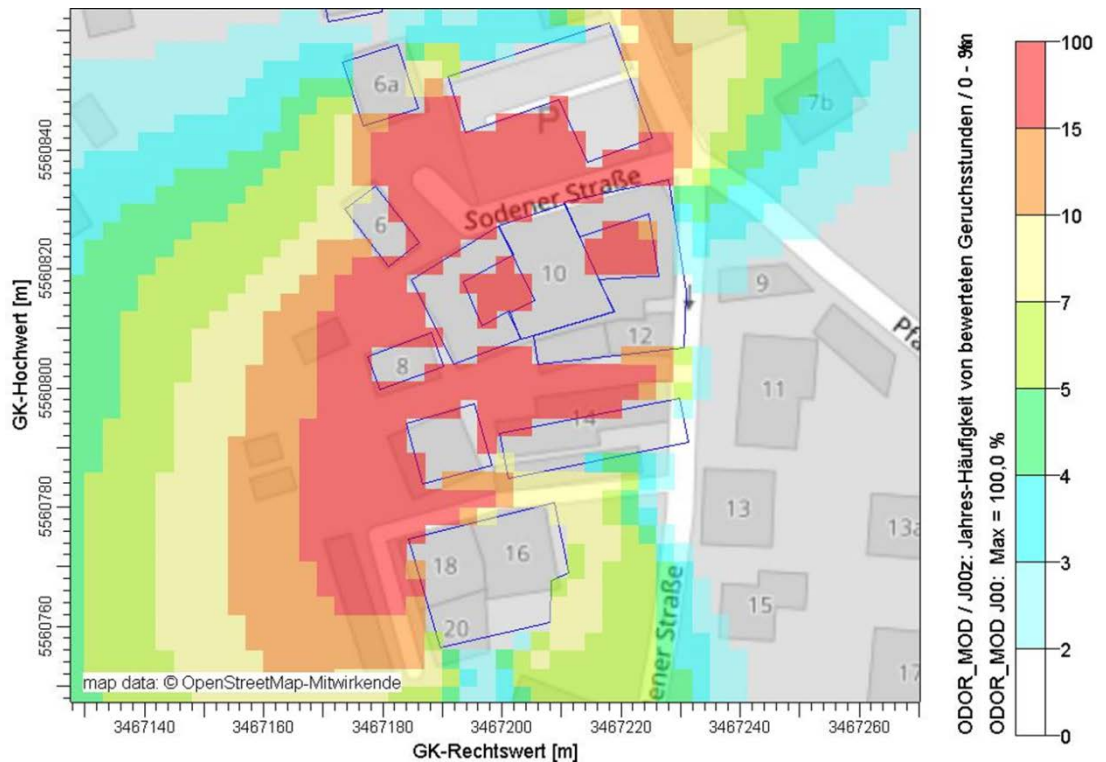 6a
7b
P
5560840
Sodener Straße
6
5560820
10
9
12
Pfa
8
11
5560800
14
GK-Hochwert [m]
5560780
13
13a
18
16
5560760
15
20
ener Straße
17
map data: © OpenStreetMap-Mitwirkende
3467140
3467160
3467180
3467200
3467220
3467240
3467260
GK-Rechtswert [m]
ODOR_MOD / J00z: Jahres-Häufigkeit von bewerteten Geruchsstunden / 0 -
ODOR_MOD J00: Max = 100,0 %
100
15
10
7
5
4
3
2
0